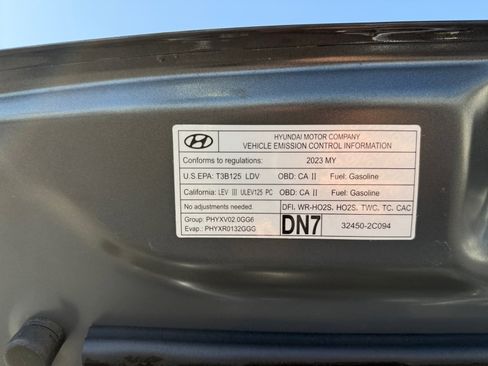 HYUNDAI MOTOR COMPANY
VEHICLE EMISSION CONTROL INFORMATION
Conforms to regulations: 2023 MY
U.S.EPA: T3B125 LDV OBD: CA II Fuel: Gasoline
California: LEV III ULEV125 PC OBD: CA II Fuel: Gasoline
No adjustments needed. DFI, WR-HO2S, HO2S, TWC, TC, CAC
Group: PHYXV02.0GG6
Evap.: PHYXR0132GGG
DN7 32450-2C094